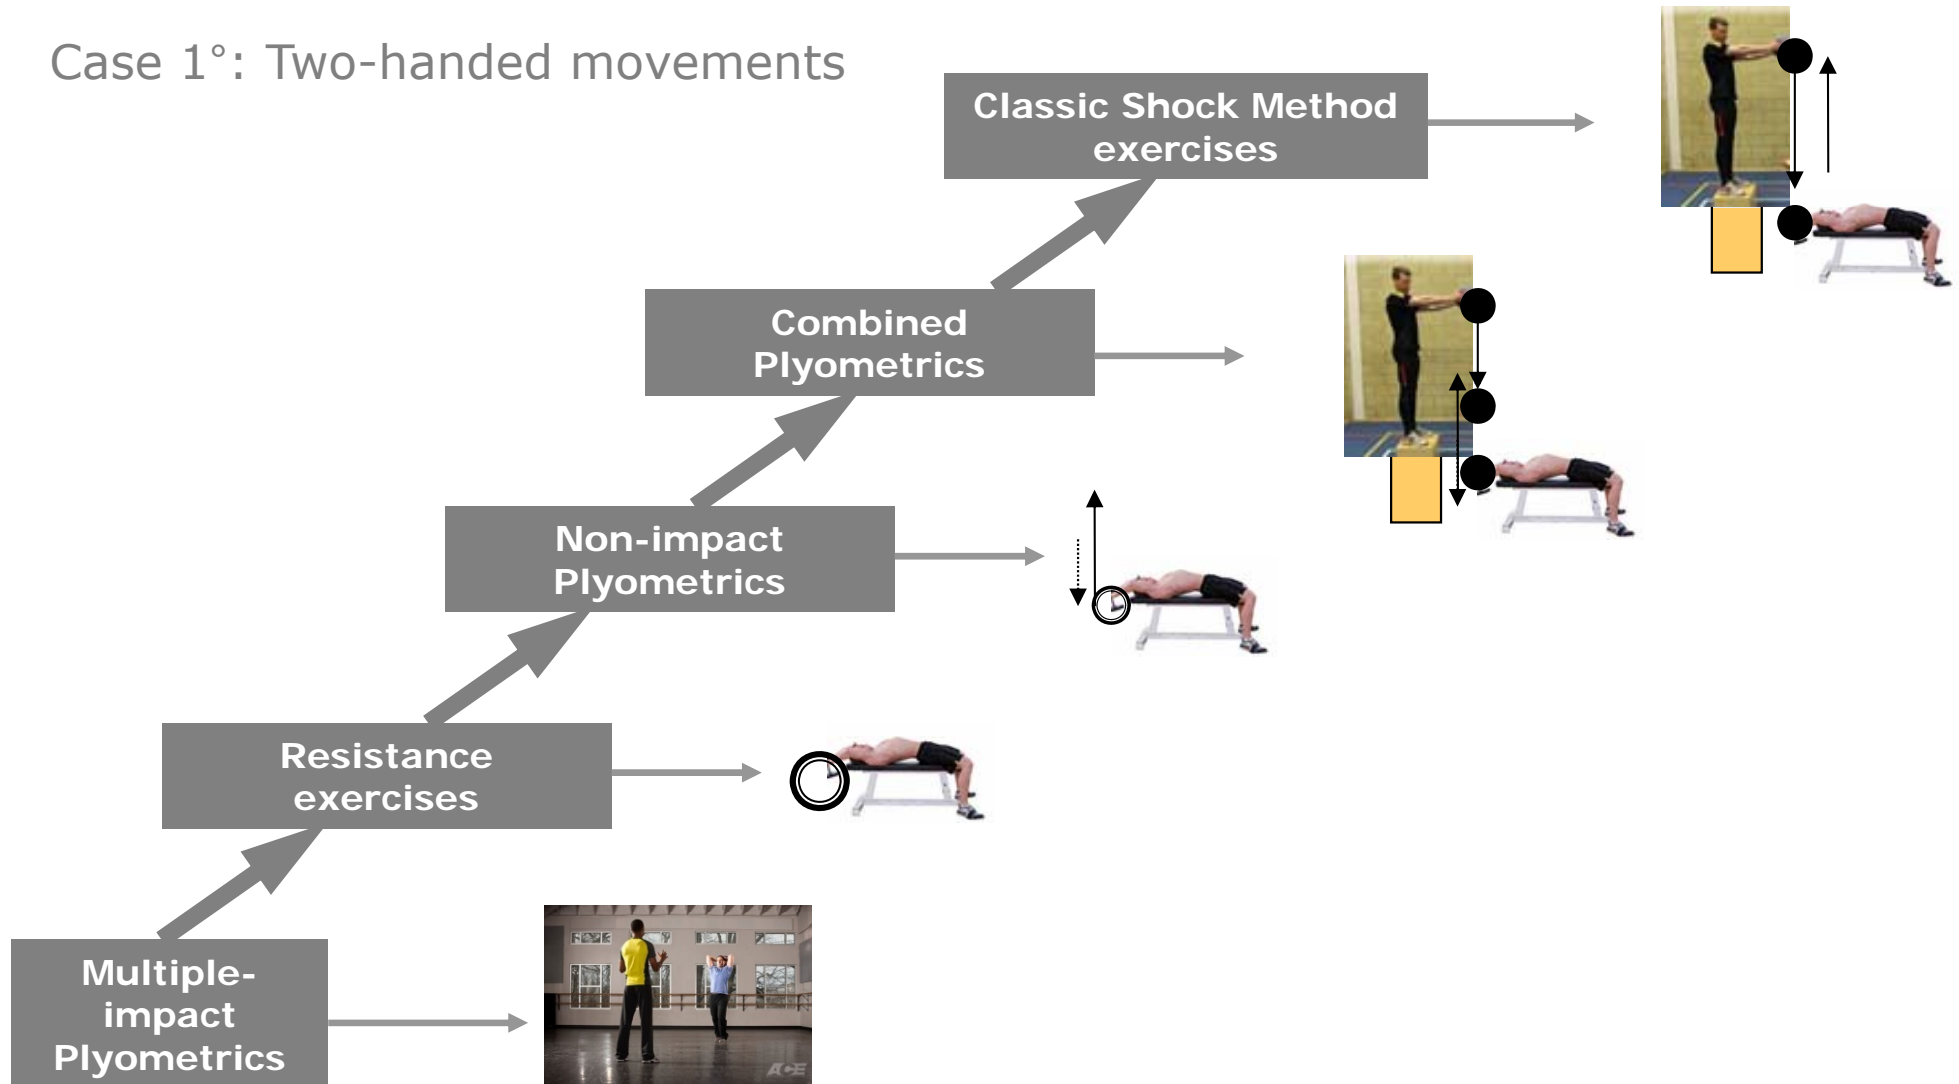 Case 1°: Two-handed movements
Classic Shock Method
exercises
Combined
Plyometrics
Non-impact
Plyometrics
Resistance
exercises
Multiple-
impact
Plyometrics
ACE